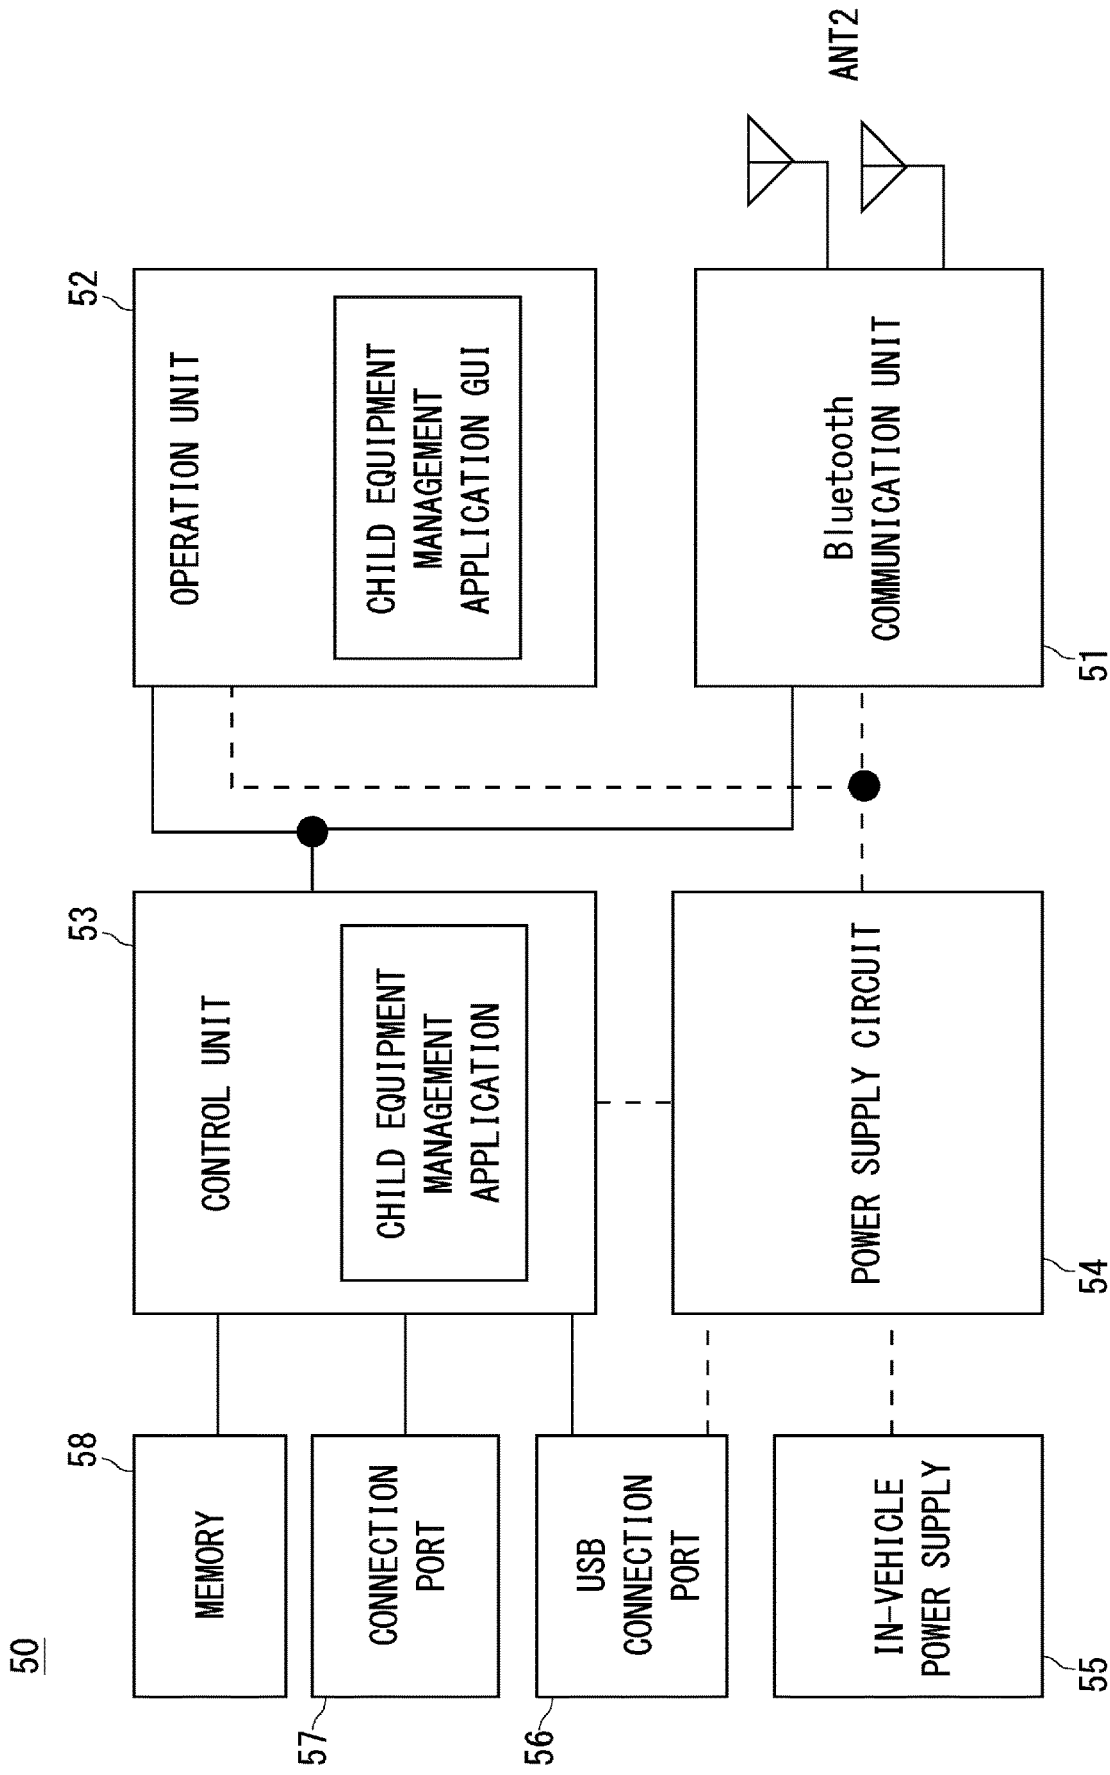 50
58
MEMORY
57
CONNECTION
PORT
56
USB
CONNECTION
PORT
55
IN-VEHICLE
POWER SUPPLY
53
CONTROL UNIT
CHILD EQUIPMENT
MANAGEMENT
APPLICATION
54
POWER SUPPLY CIRCUIT
52
OPERATION UNIT
CHILD EQUIPMENT
MANAGEMENT
APPLICATION GUI
51
Bluetooth
COMMUNICATION UNIT
ANT2